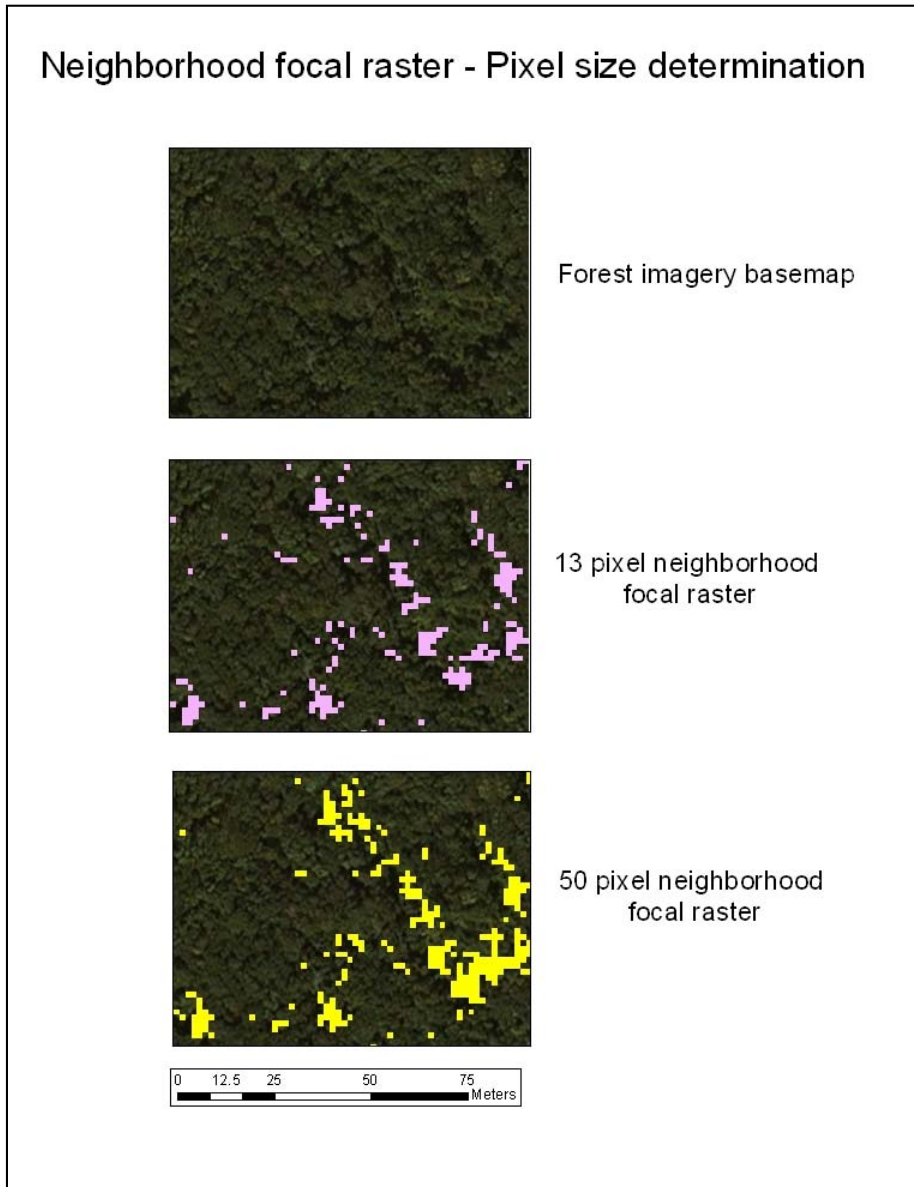 Neighborhood focal raster - Pixel size determination
Forest imagery basemap
13 pixel neighborhood
focal raster
50 pixel neighborhood
focal raster
0 12.5 25 50 75
Meters